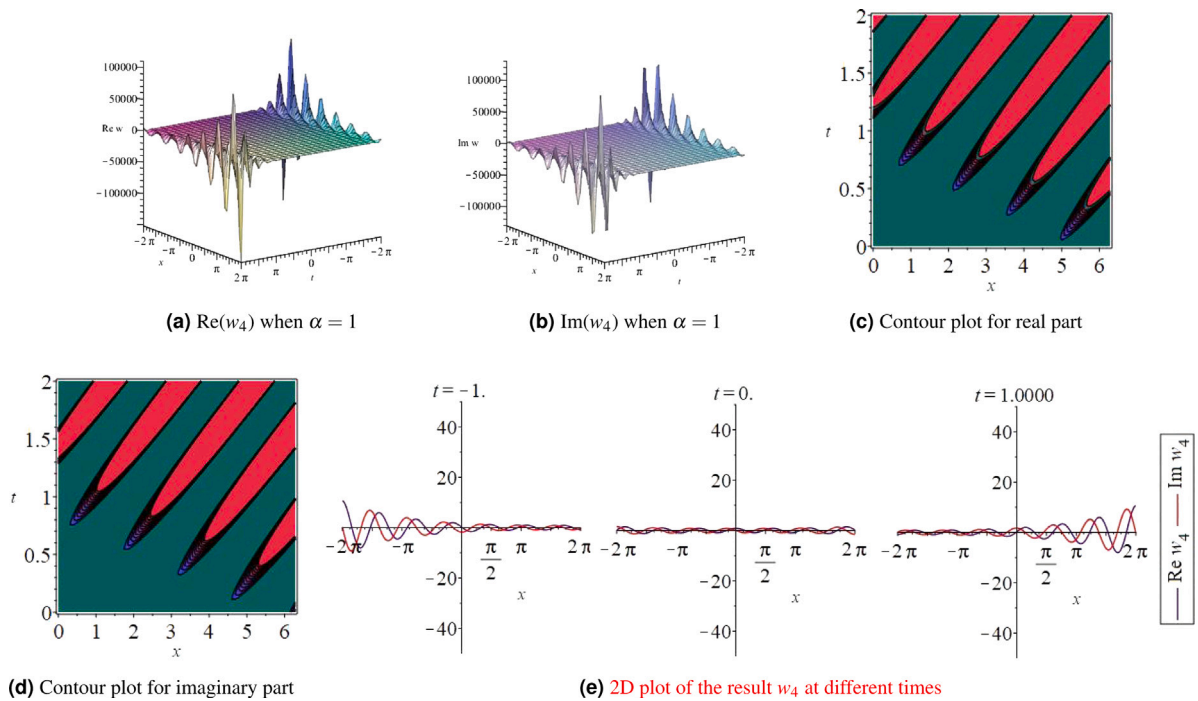 100000
50000
Re w 0
−50000
−100000
−2 π
−π
x
0
π
2 π
π
t
0
−π
−2 π
(a) Re(w₄) when α = 1
100000
50000
Im w 0
−50000
−100000
−2 π
−π
x
0
π
2 π
π
t
0
−π
−2 π
(b) Im(w₄) when α = 1
2
1.5
t
1
0.5
0
0 1 2 3 4 5 6
x
(c) Contour plot for real part
2
1.5
t
1
0.5
0
0 1 2 3 4 5 6
x
(d) Contour plot for imaginary part
t = −1.
40
20
−2 π −π π/2 π 2 π
−20
x
−40
t = 0.
40
20
−2 π −π π/2 π 2 π
−20
x
−40
t = 1.0000
40
20
−2 π −π π/2 π 2 π
−20
x
−40
Re w₄ Im w₄
(e) 2D plot of the result w₄ at different times